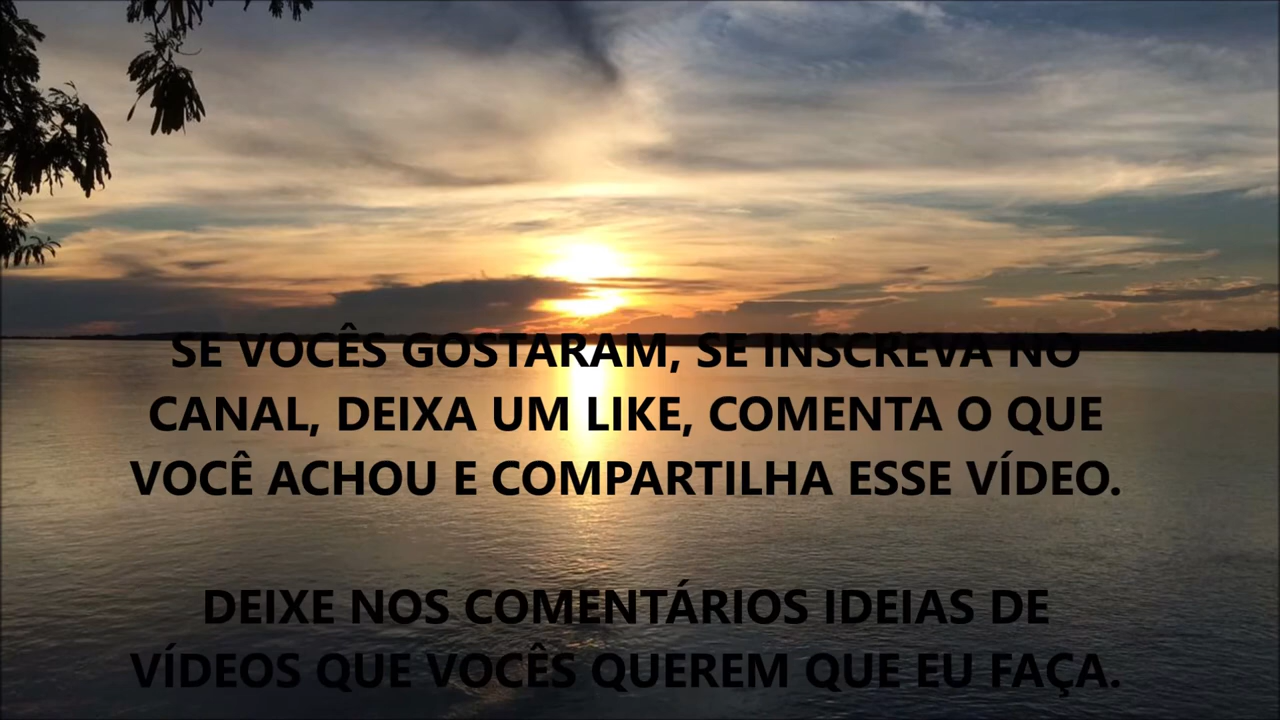 SE VOCÊS GOSTARAM, SE INSCREVA NO
CANAL, DEIXA UM LIKE, COMENTA O QUE
VOCÊ ACHOU E COMPARTILHA ESSE VÍDEO.
DEIXE NOS COMENTÁRIOS IDEIAS DE
VÍDEOS QUE VOCÊS QUEREM QUE EU FAÇA.